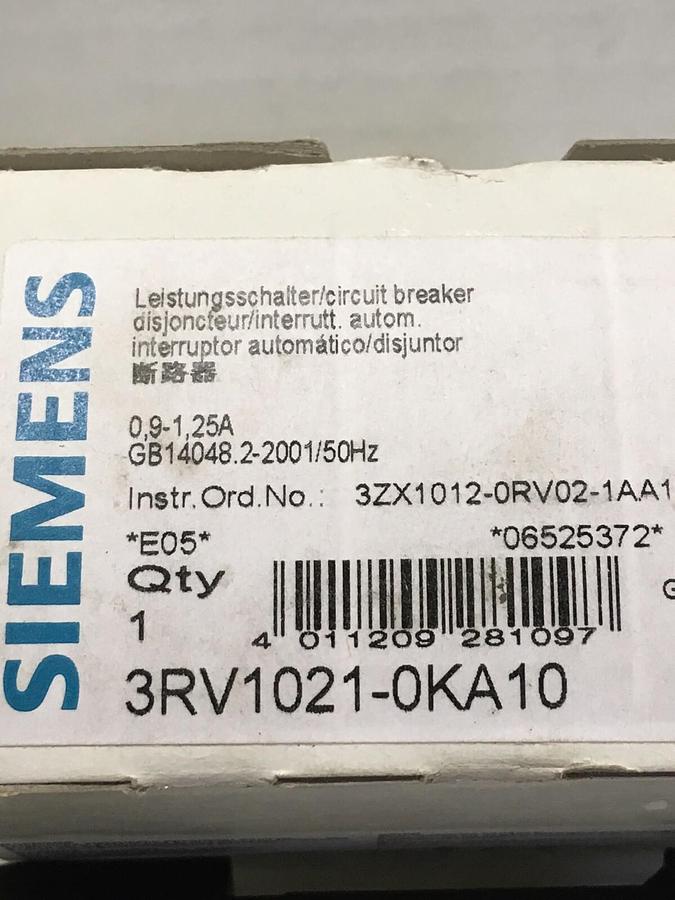 SIEMENS
Leistungsschalter/circuit breaker
disjoncteur/interrutt. autom.
interruptor automático/disjuntor
断路器
0,9-1,25A
GB14048.2-2001/50Hz
Instr.Ord.No.: 3ZX1012-0RV02-1AA1
*E05* *06525372*
Qty
1
4 011209 281097
3RV1021-0KA10